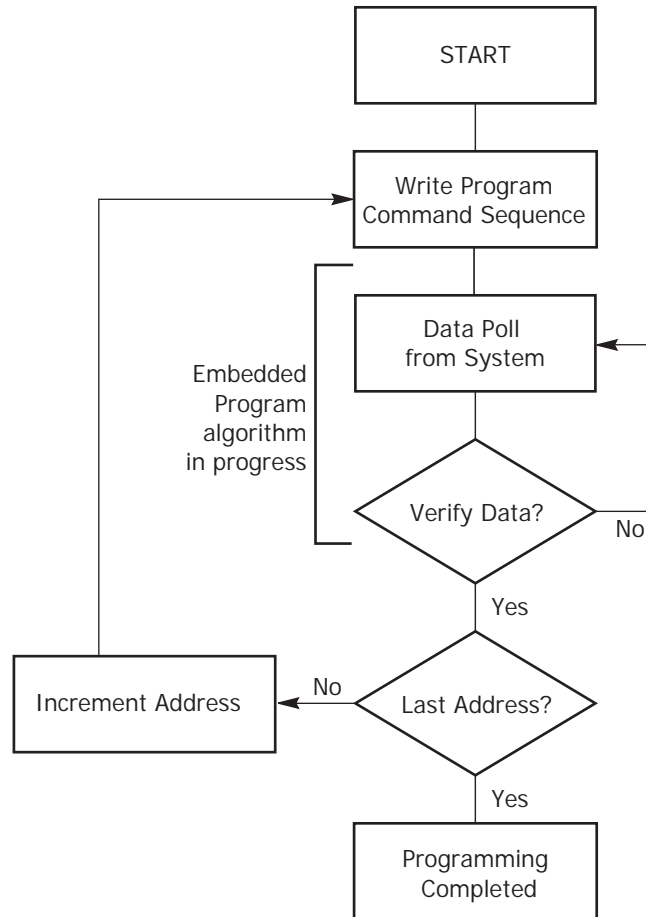 START
Write Program
Command Sequence
Data Poll
from System
Embedded
Program
algorithm
in progress
Verify Data?
No
Yes
Increment Address
No
Last Address?
Yes
Programming
Completed